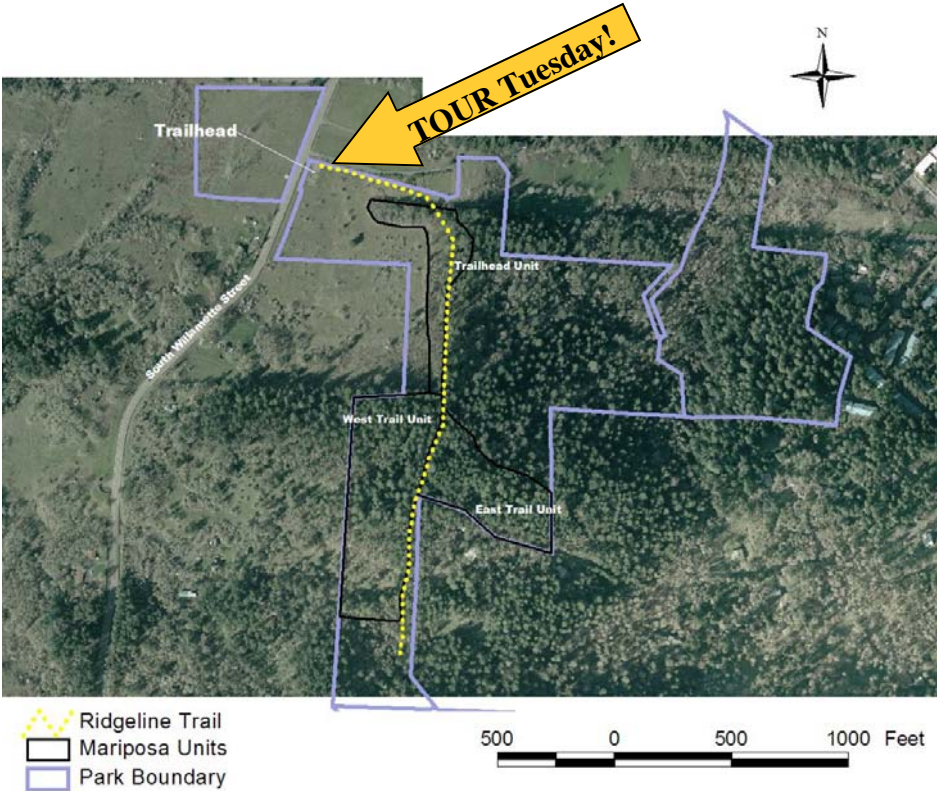 TOUR Tuesday!
N
Trailhead
Trailhead Unit
South Willamette Street
West Trail Unit
East Trail Unit
Ridgeline Trail
Mariposa Units
Park Boundary
500 0 500 1000 Feet